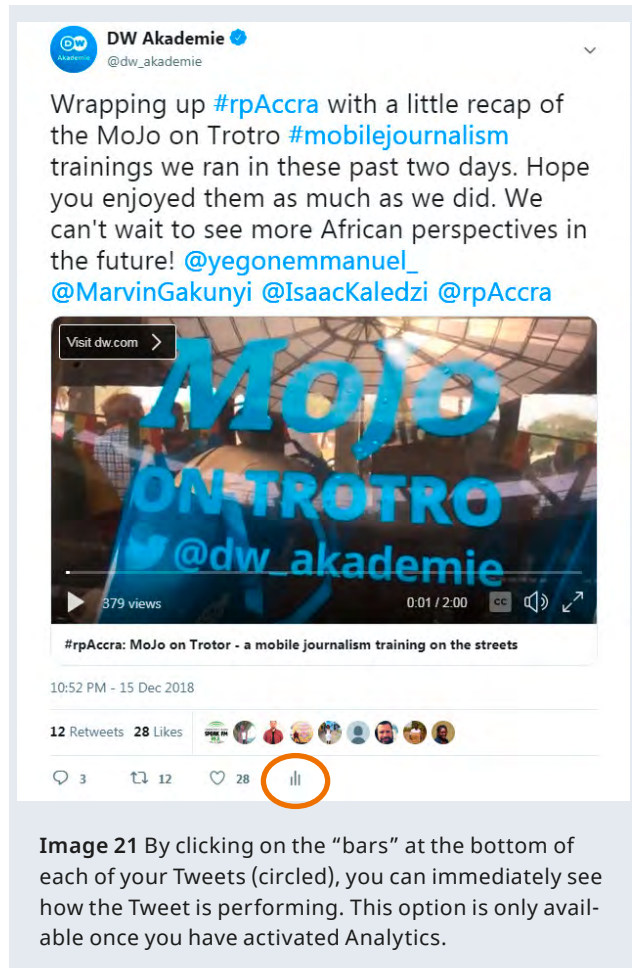 DW
Akademie
DW Akademie
@dw_akademie
Wrapping up #rpAccra with a little recap of
the MoJo on Trotro #mobilejournalism
trainings we ran in these past two days. Hope
you enjoyed them as much as we did. We
can't wait to see more African perspectives in
the future! @yegonemmanuel_
@MarvinGakunyi @IsaacKaledzi @rpAccra
Visit dw.com
MoJo
ON TROTRO
@dw_akademie
379 views 0:01 / 2:00 CC
#rpAccra: MoJo on Trotor - a mobile journalism training on the streets
10:52 PM - 15 Dec 2018
12 Retweets 28 Likes
3 12 28
Image 21 By clicking on the “bars” at the bottom of
each of your Tweets (circled), you can immediately see
how the Tweet is performing. This option is only avail-
able once you have activated Analytics.